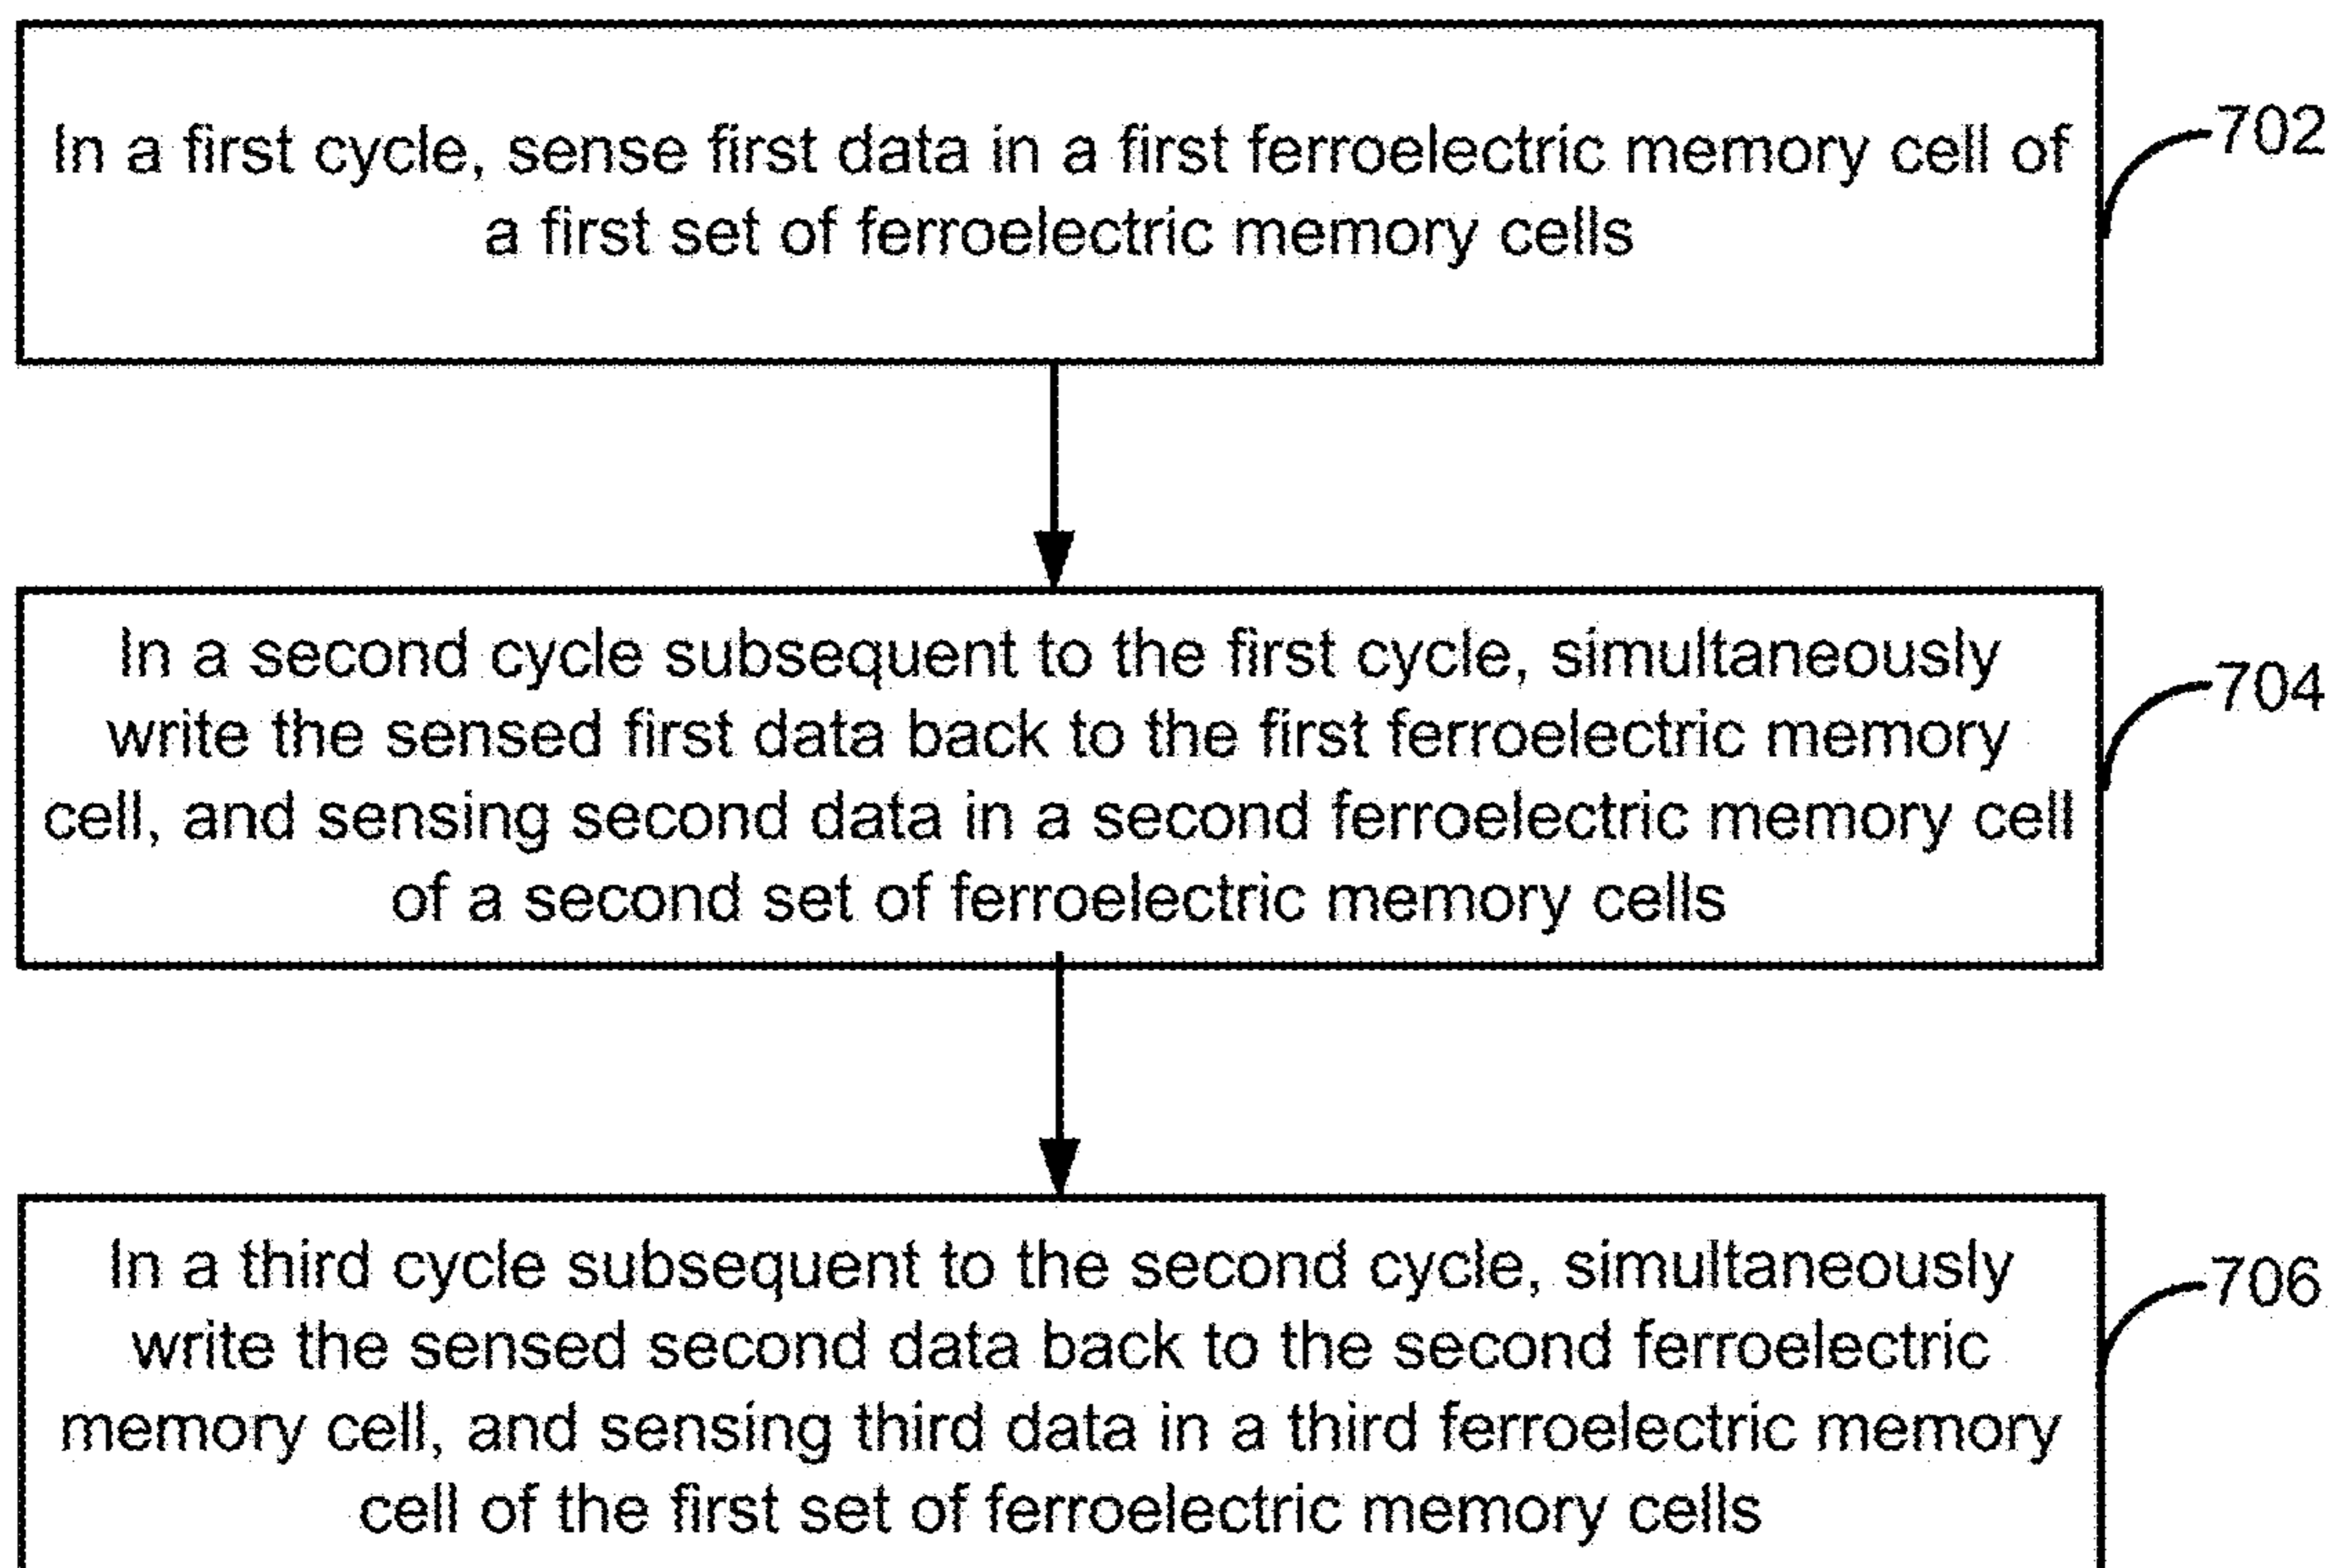 In a first cycle, sense first data in a first ferroelectric memory cell of
a first set of ferroelectric memory cells
702
In a second cycle subsequent to the first cycle, simultaneously
write the sensed first data back to the first ferroelectric memory
cell, and sensing second data in a second ferroelectric memory cell
of a second set of ferroelectric memory cells
704
In a third cycle subsequent to the second cycle, simultaneously
write the sensed second data back to the second ferroelectric
memory cell, and sensing third data in a third ferroelectric memory
cell of the first set of ferroelectric memory cells
706